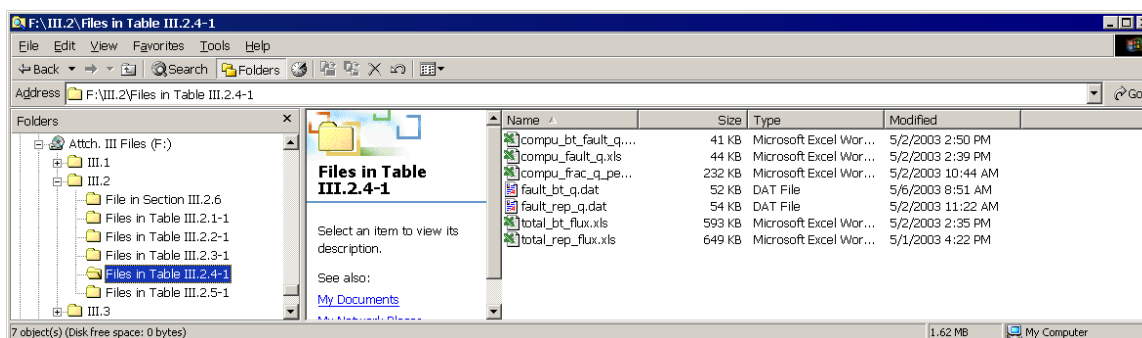 F:\III.2\Files in Table III.2.4-1
File Edit View Favorites Tools Help
Back Search Folders
Address F:\III.2\Files in Table III.2.4-1 Go
Folders
Attch. III Files (F:)
III.1
III.2
File in Section III.2.6
Files in Table III.2.1-1
Files in Table III.2.2-1
Files in Table III.2.3-1
Files in Table III.2.4-1
Files in Table III.2.5-1
III.3
Files in Table
III.2.4-1
Select an item to view its
description.
See also:
My Documents
My Network Places
Name Size Type Modified
compu_bt_fault_q.... 41 KB Microsoft Excel Wor... 5/2/2003 2:50 PM
compu_fault_q.xls 44 KB Microsoft Excel Wor... 5/2/2003 2:39 PM
compu_frac_q_pe... 232 KB Microsoft Excel Wor... 5/2/2003 10:44 AM
fault_bt_q.dat 52 KB DAT File 5/6/2003 8:51 AM
fault_rep_q.dat 54 KB DAT File 5/2/2003 11:22 AM
total_bt_flux.xls 593 KB Microsoft Excel Wor... 5/2/2003 2:35 PM
total_rep_flux.xls 649 KB Microsoft Excel Wor... 5/1/2003 4:22 PM
7 object(s) (Disk free space: 0 bytes) 1.62 MB My Computer